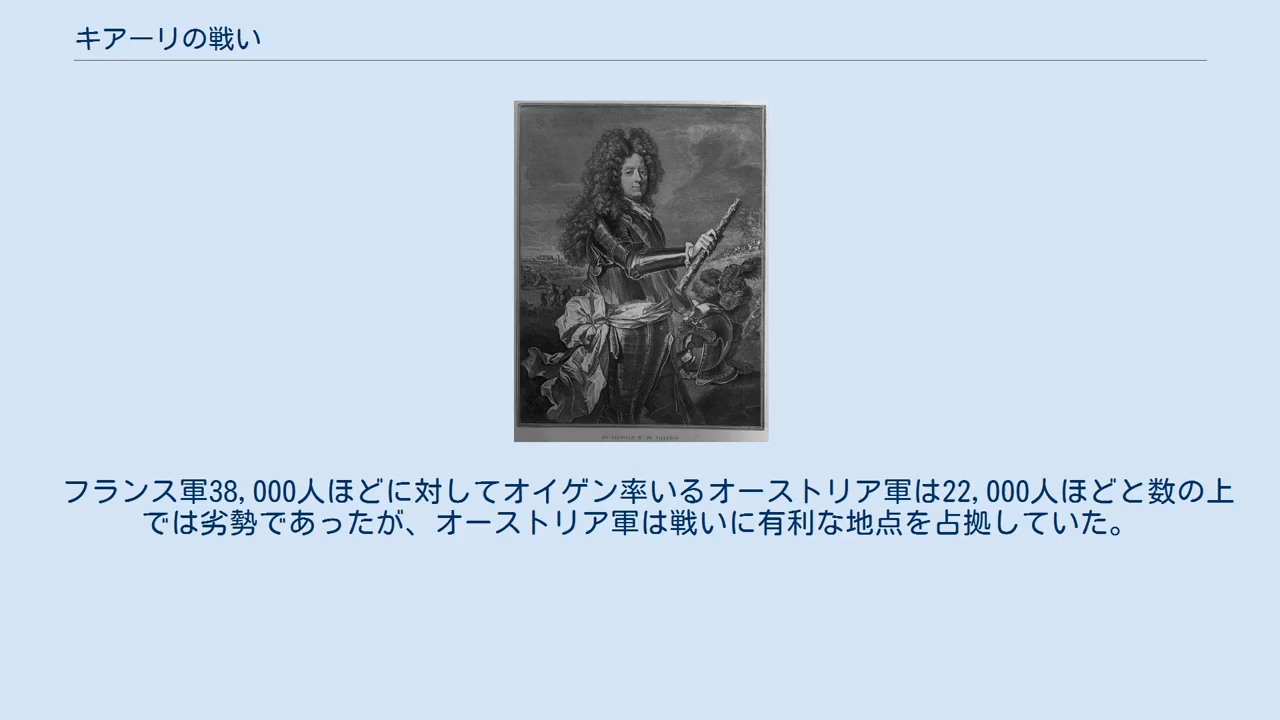 キアーリの戦い
フランス軍38,000人ほどに対してオイゲン率いるオーストリア軍は22,000人ほどと数の上
では劣勢であったが、オーストリア軍は戦いに有利な地点を占拠していた。